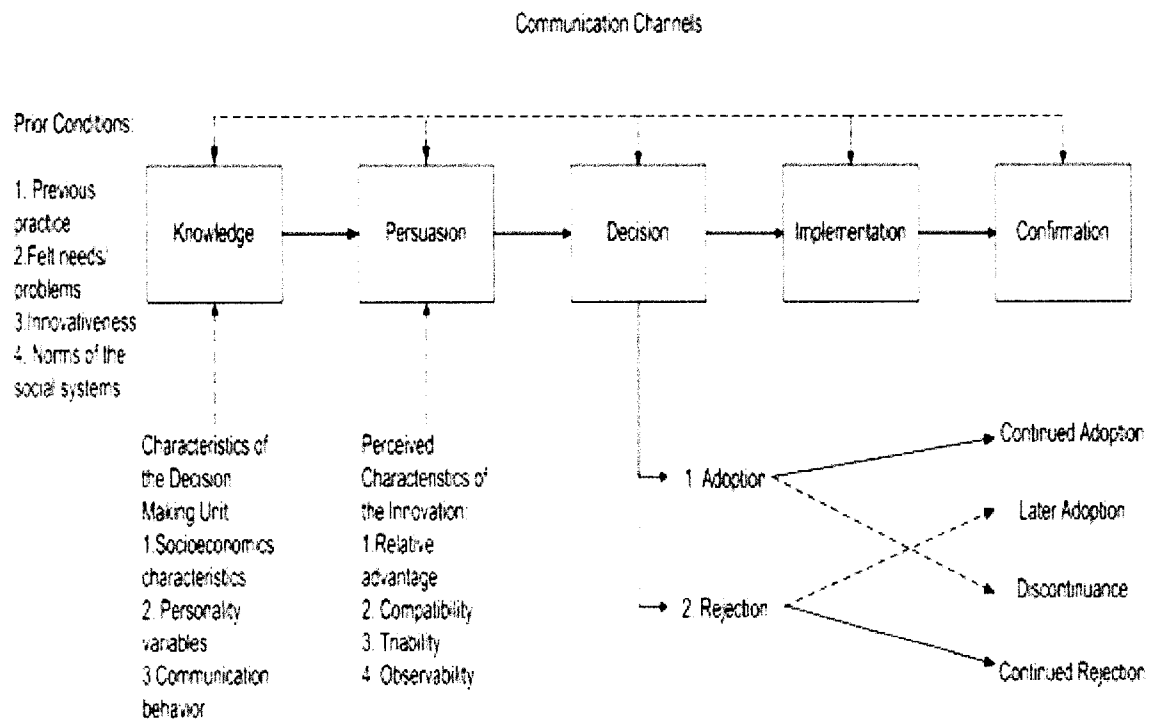 Communication Channels
Prior Conditions:
1. Previous
practice
2.Felt needs/
problems
3.Innovativeness
4. Norms of the
social systems
Knowledge
Persuasion
Decision
Implementation
Confirmation
Characteristics of
the Decision
Making Unit
1.Socioeconomics
characteristics
2. Personality
variables
3 Communication
behavior
Perceived
Characteristics of
the Innovation:
1.Relative
advantage
2. Compatibility
3. Triability
4. Observability
1. Adoption
2. Rejection
Continued Adoption
Later Adoption
Discontinuance
Continued Rejection